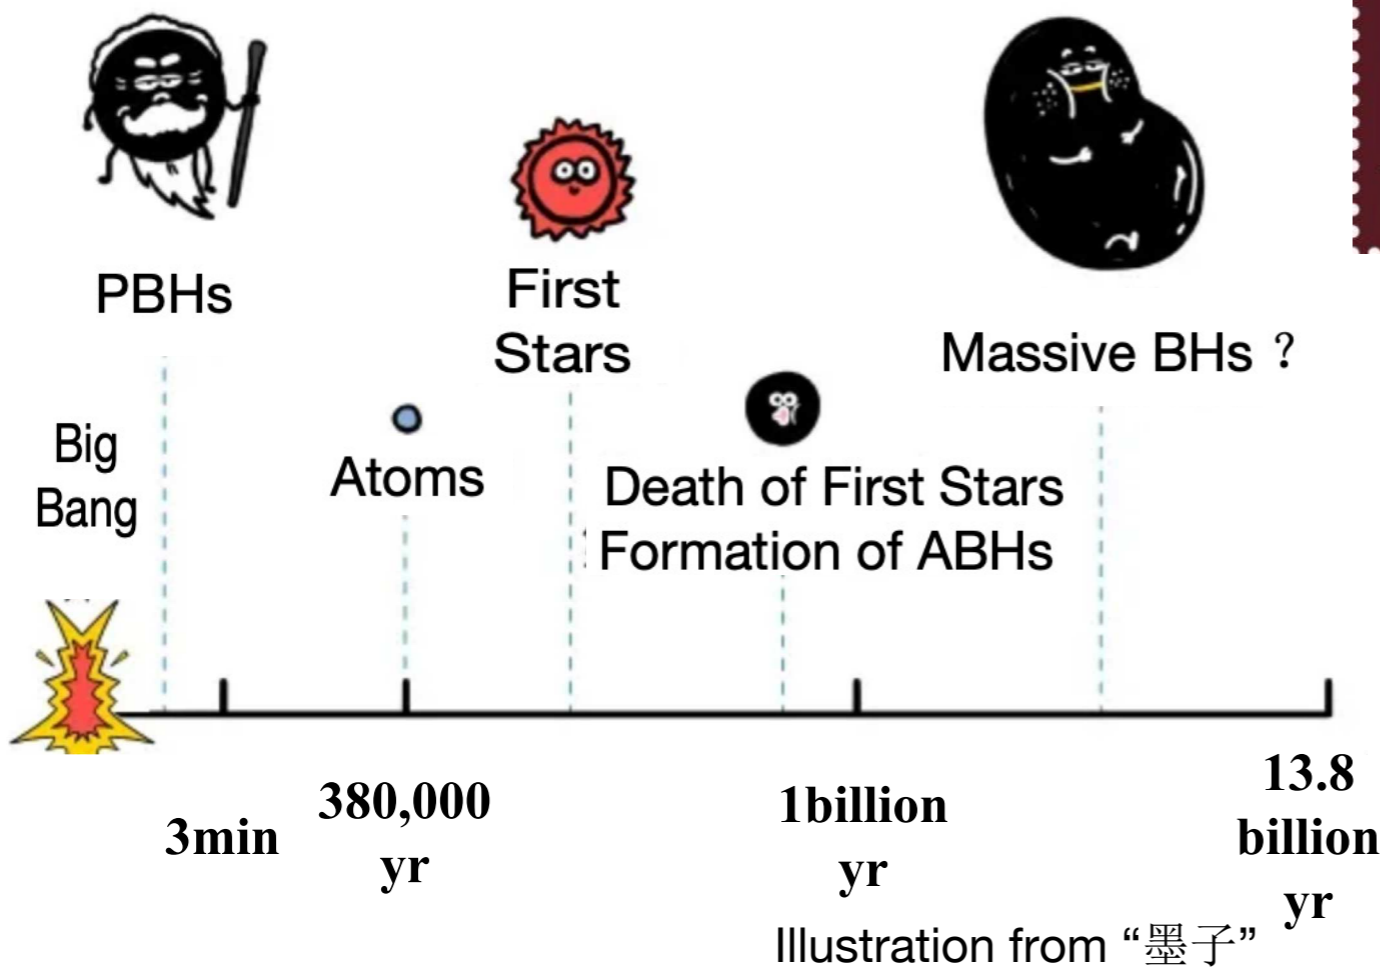 PBHs
First
Stars
Massive BHs ?
Big
Bang
Atoms
Death of First Stars
Formation of ABHs
3min
380,000
yr
1billion
yr
13.8
billion
yr
Illustration from “墨子”